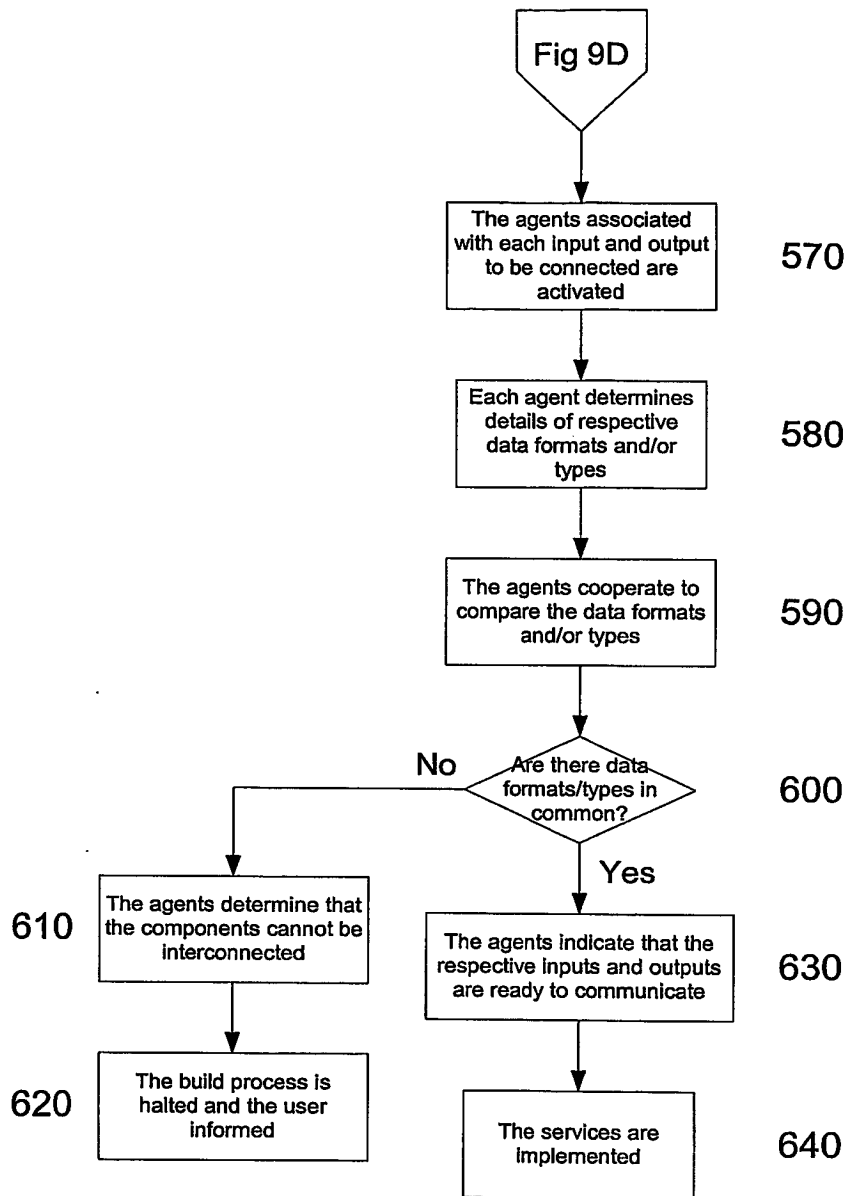 Fig 9D
The agents associated
with each input and output
to be connected are
activated
570
Each agent determines
details of respective
data formats and/or
types
580
The agents cooperate to
compare the data formats
and/or types
590
No
Are there data
formats/types in
common?
600
Yes
610
The agents determine that
the components cannot be
interconnected
The agents indicate that the
respective inputs and outputs
are ready to communicate
630
620
The build process is
halted and the user
informed
The services are
implemented
640